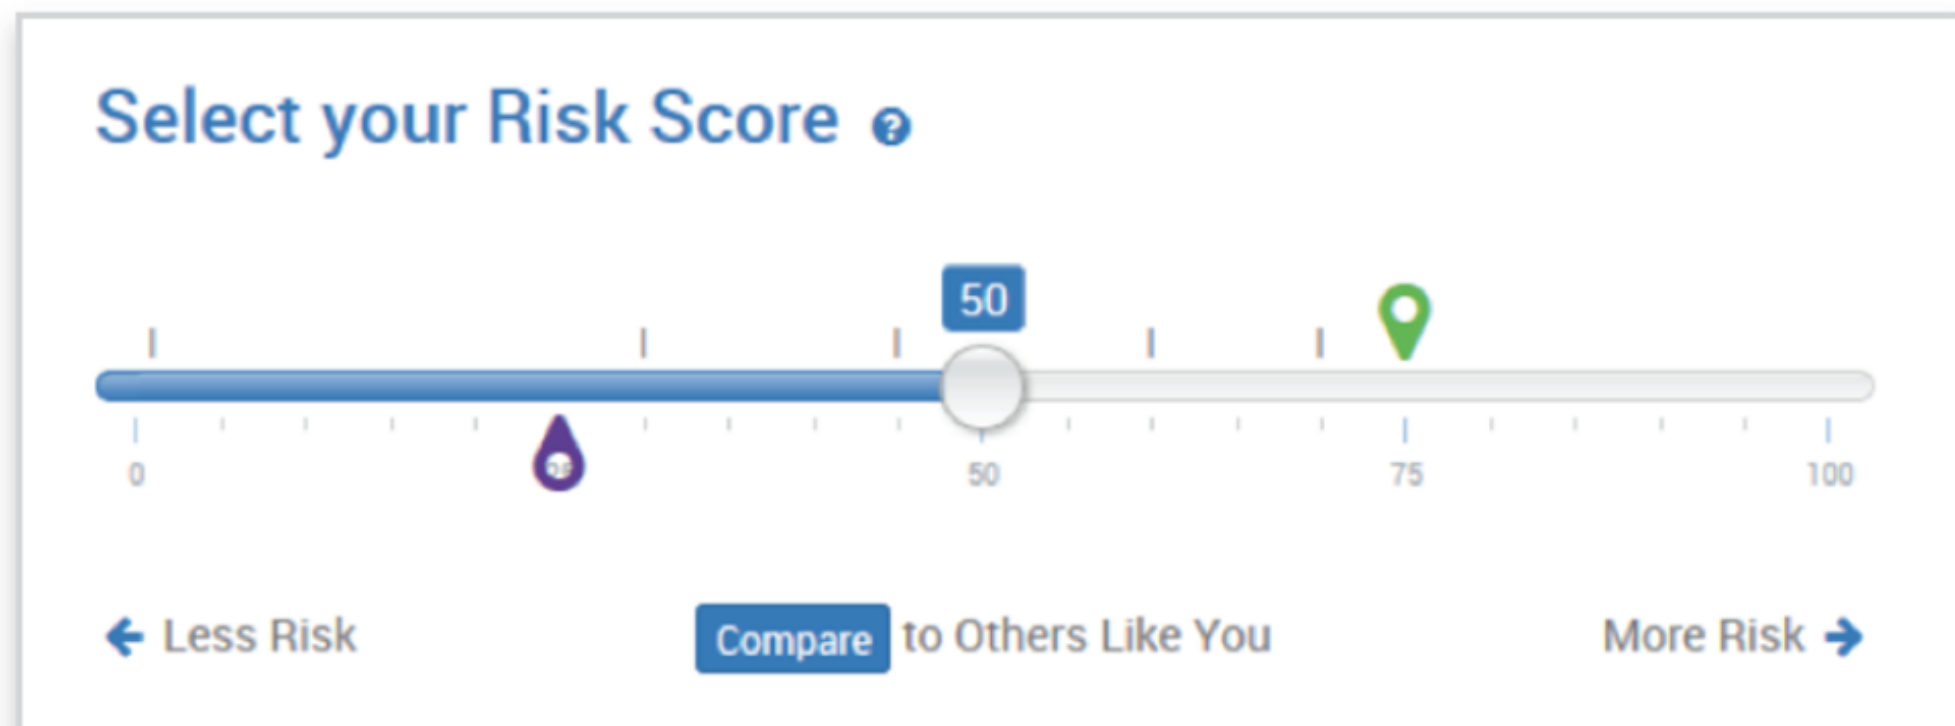 Select your Risk Score ?
50
0 50 75 100
Less Risk Compare to Others Like You More Risk